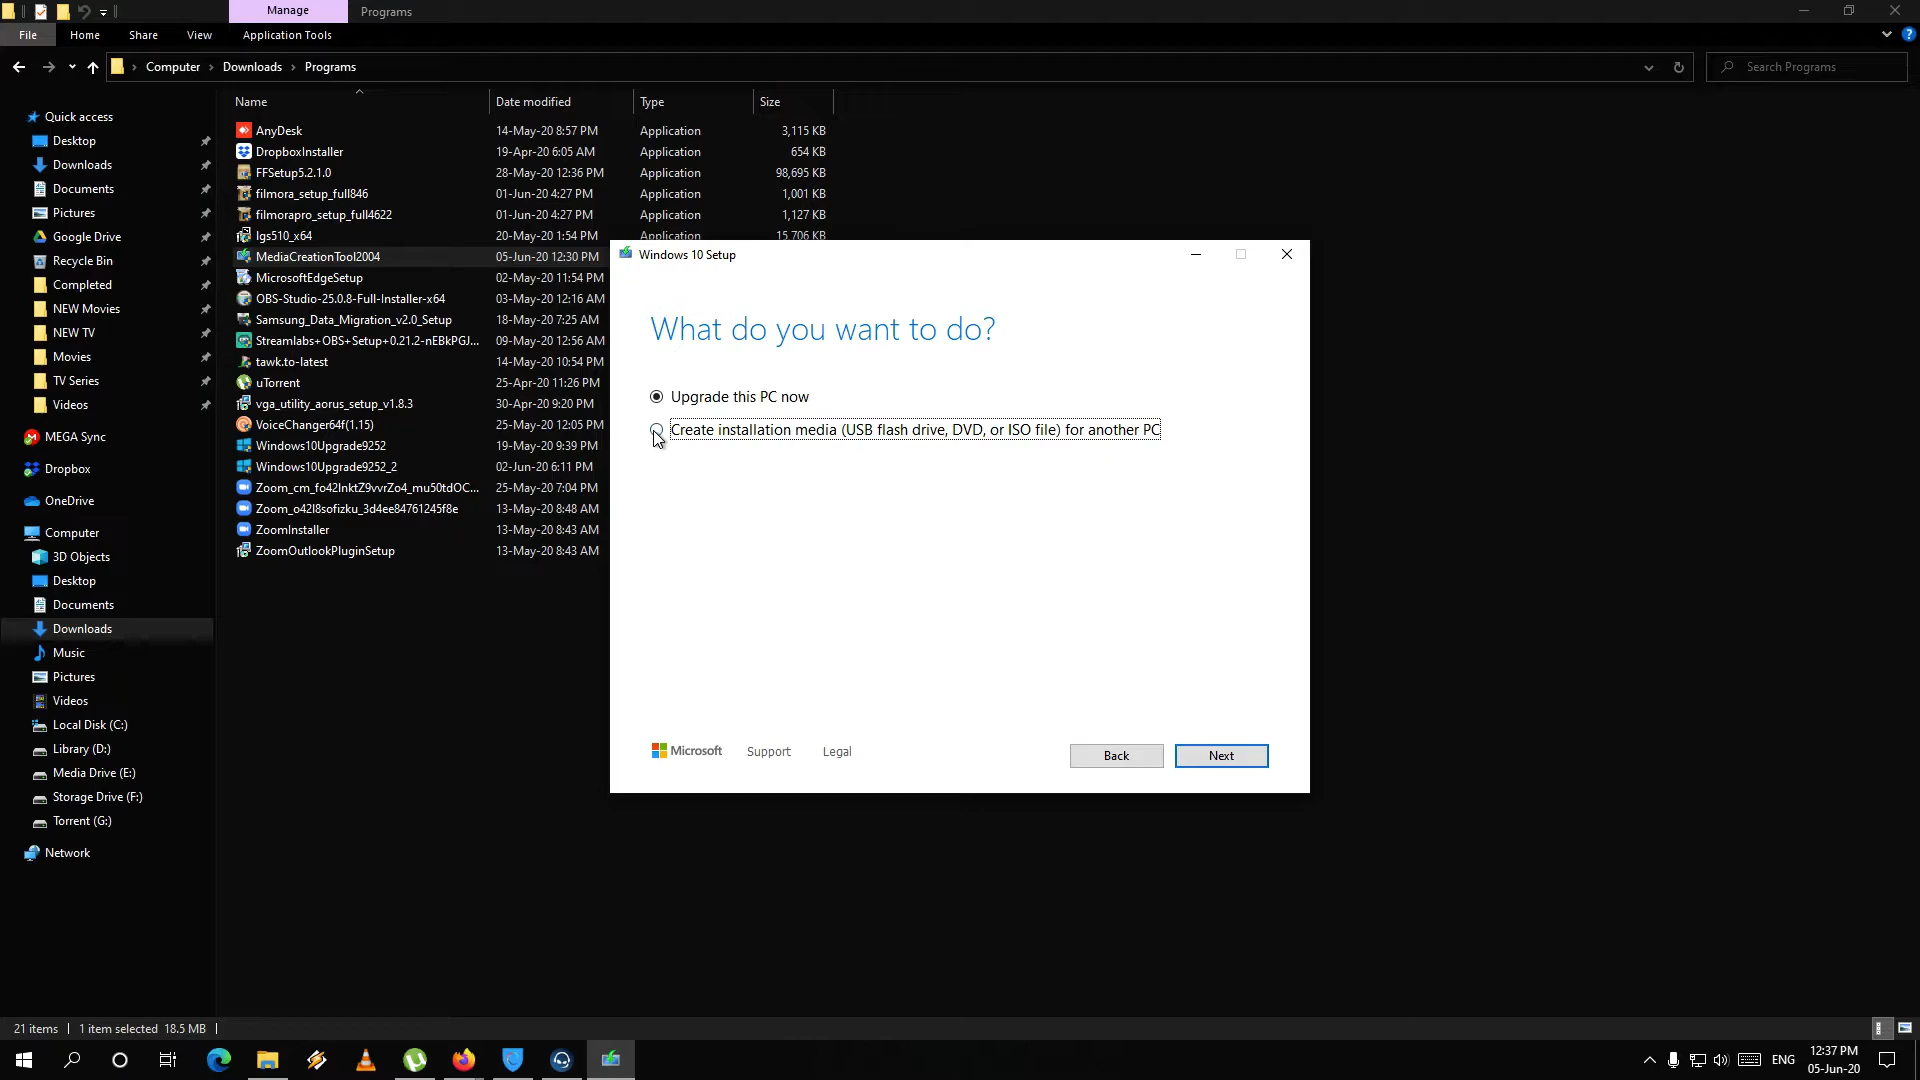 Manage
Programs
File
Home
Share
View
Application Tools
Computer
Downloads
Programs
Search Programs
Quick access
Desktop
Downloads
Documents
Pictures
Google Drive
Recycle Bin
Completed
NEW Movies
NEW TV
Movies
TV Series
Videos
MEGA Sync
Dropbox
OneDrive
Computer
3D Objects
Desktop
Documents
Downloads
Music
Pictures
Videos
Local Disk (C:)
Library (D:)
Media Drive (E:)
Storage Drive (F:)
Torrent (G:)
Network
Name Date modified Type Size
AnyDesk 14-May-20 8:57 PM Application 3,115 KB
DropboxInstaller 19-Apr-20 6:05 AM Application 654 KB
FFSetup5.2.1.0 28-May-20 12:36 PM Application 98,695 KB
filmora_setup_full846 01-Jun-20 4:27 PM Application 1,001 KB
filmorapro_setup_full4622 01-Jun-20 4:27 PM Application 1,127 KB
lgs510_x64 20-May-20 1:54 PM Application 15,706 KB
MediaCreationTool2004 05-Jun-20 12:30 PM
MicrosoftEdgeSetup 02-May-20 11:54 PM
OBS-Studio-25.0.8-Full-Installer-x64 03-May-20 12:16 AM
Samsung_Data_Migration_v2.0_Setup 18-May-20 7:25 AM
Streamlabs+OBS+Setup+0.21.2-nEBkPGJ... 09-May-20 12:56 AM
tawk.to-latest 14-May-20 10:54 PM
uTorrent 25-Apr-20 11:26 PM
vga_utility_aorus_setup_v1.8.3 30-Apr-20 9:20 PM
VoiceChanger64f(1.15) 25-May-20 12:05 PM
Windows10Upgrade9252 19-May-20 9:39 PM
Windows10Upgrade9252_2 02-Jun-20 6:11 PM
Zoom_cm_fo42lnktZ9vvrZo4_mu50tdOC... 25-May-20 7:04 PM
Zoom_o42l8sofizku_3d4ee84761245f8e 13-May-20 8:48 AM
ZoomInstaller 13-May-20 8:43 AM
ZoomOutlookPluginSetup 13-May-20 8:43 AM
Windows 10 Setup
What do you want to do?
Upgrade this PC now
Create installation media (USB flash drive, DVD, or ISO file) for another PC
Microsoft
Support
Legal
Back
Next
21 items
1 item selected 18.5 MB
ENG
12:37 PM
05-Jun-20